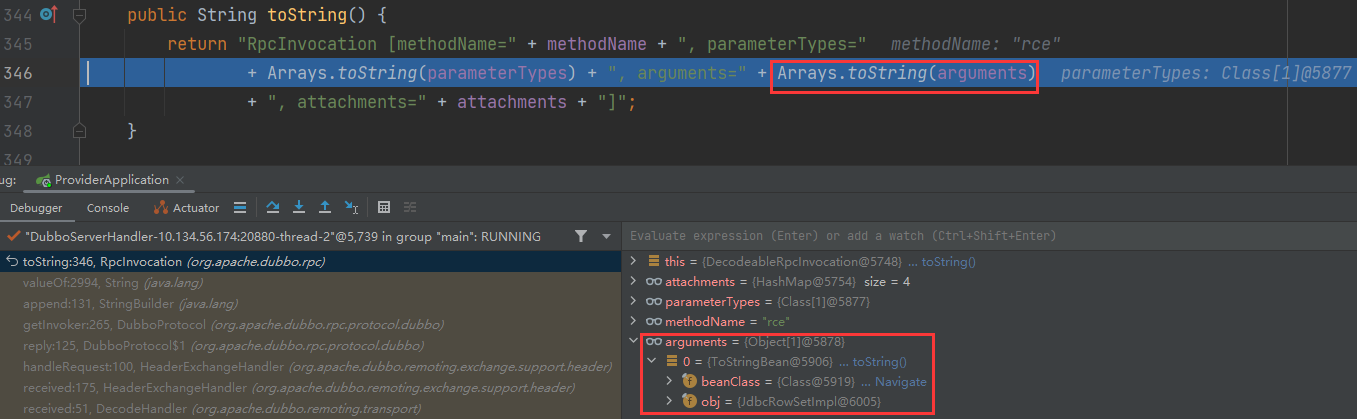 344 public String toString() {
345 return "RpcInvocation [methodName=" + methodName + ", parameterTypes=" methodName: "rce"
346 + Arrays.toString(parameterTypes) + ", arguments=" + Arrays.toString(arguments) parameterTypes: Class[1]@5877
347 + ", attachments=" + attachments + "]";
348 }
349
ug: ProviderApplication
Debugger Console Actuator
"DubboServerHandler-10.134.56.174:20880-thread-2"@5,739 in group "main": RUNNING
toString:346, RpcInvocation (org.apache.dubbo.rpc)
valueOf:2994, String (java.lang)
append:131, StringBuilder (java.lang)
getInvoker:265, DubboProtocol (org.apache.dubbo.rpc.protocol.dubbo)
reply:125, DubboProtocol$1 (org.apache.dubbo.rpc.protocol.dubbo)
handleRequest:100, HeaderExchangeHandler (org.apache.dubbo.remoting.exchange.support.header)
received:175, HeaderExchangeHandler (org.apache.dubbo.remoting.exchange.support.header)
received:51, DecodeHandler (org.apache.dubbo.remoting.transport)
Evaluate expression (Enter) or add a watch (Ctrl+Shift+Enter)
this = {DecodeableRpcInvocation@5748} ... toString()
attachments = {HashMap@5754} size = 4
parameterTypes = {Class[1]@5877}
methodName = "rce"
arguments = {Object[1]@5878}
0 = {ToStringBean@5906} ... toString()
beanClass = {Class@5919} ... Navigate
obj = {JdbcRowSetImpl@6005}